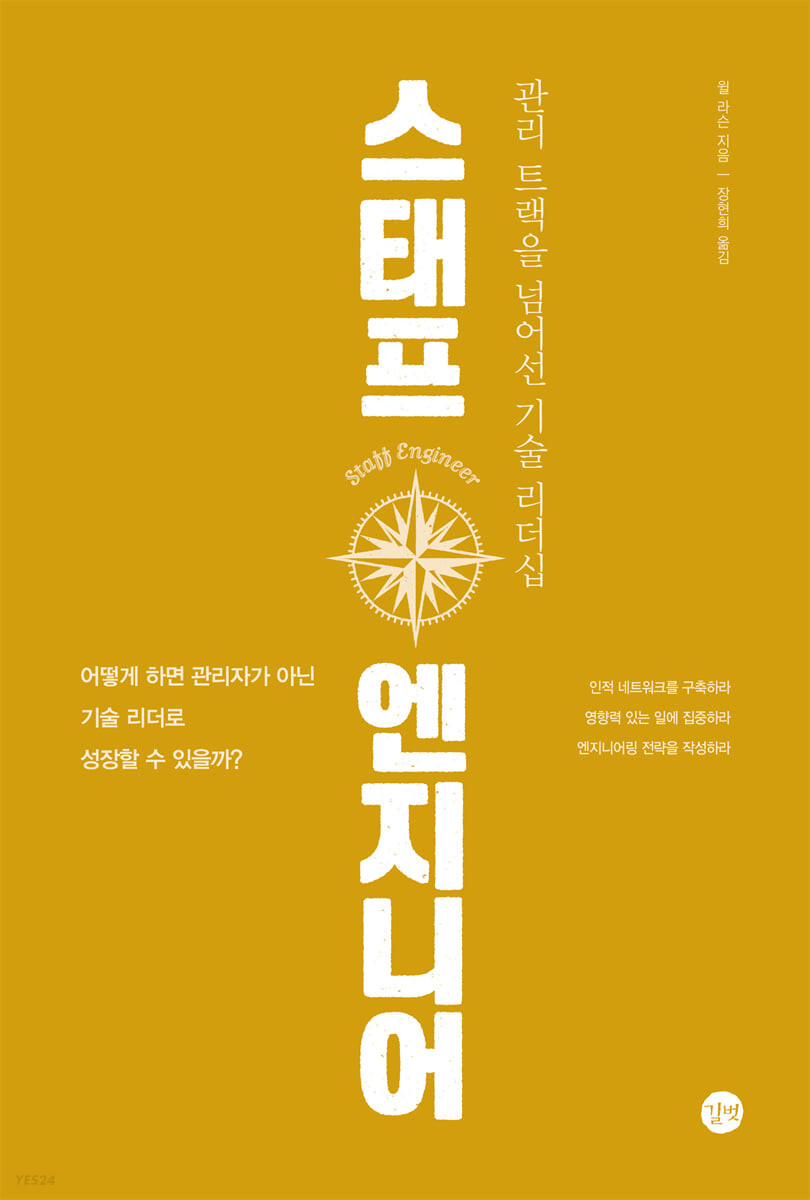 스태프
Staff Engineer
엔지니어
관리 트랙을 넘어선 기술 리더십
윌 라슨 지음 ㅡ 장현희 옮김
어떻게 하면 관리자가 아닌
기술 리더로
성장할 수 있을까?
인적 네트워크를 구축하라
영향력 있는 일에 집중하라
엔지니어링 전략을 작성하라
길벗
YES24